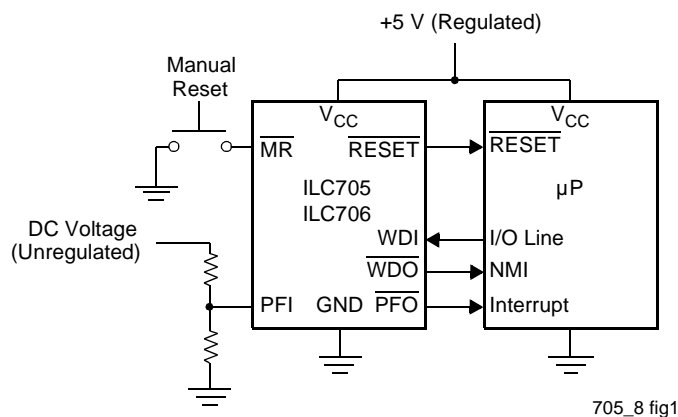 +5 V (Regulated)
Manual
Reset
VCC
VCC
MR
RESET
RESET
ILC705
ILC706
µP
DC Voltage
(Unregulated)
WDI
I/O Line
WDO
NMI
PFI
GND
PFO
Interrupt
705_8 fig1